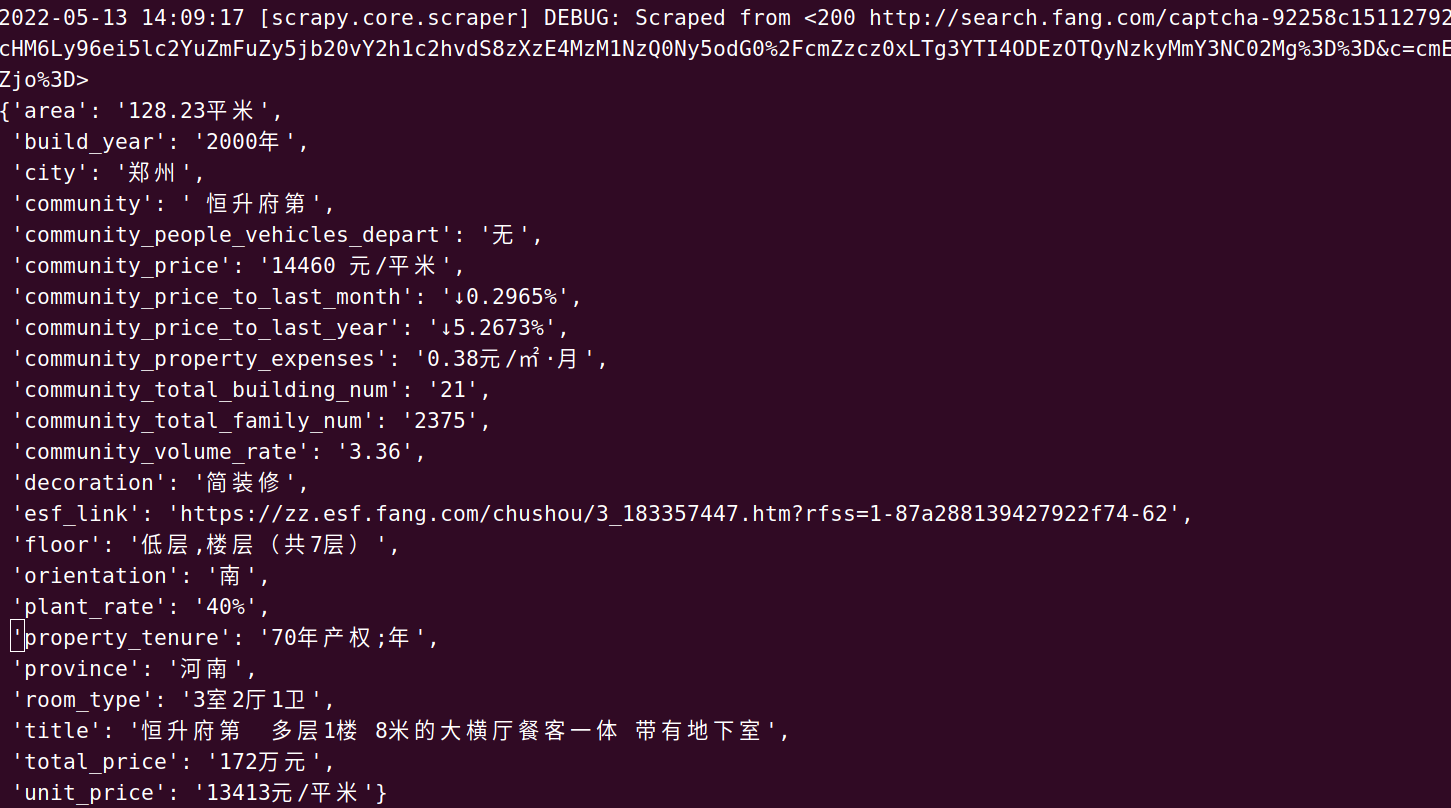 2022-05-13 14:09:17 [scrapy.core.scraper] DEBUG: Scraped from <200 http://search.fang.com/captcha-92258c15112792
cHM6Ly96ei5lc2YuZmFuZy5jb20vY2h1c2hvdS8zXzE4MzM1NzQ0Ny5odG0%2FcmZzcz0xLTg3YTI4ODEzOTQyNzkyMmY3NC02Mg%3D%3D&c=cmE
Zjo%3D>
{'area': '128.23平米',
'build_year': '2000年',
'city': '郑州',
'community': ' 恒升府第',
'community_people_vehicles_depart': '无',
'community_price': '14460 元/平米',
'community_price_to_last_month': '↓0.2965%',
'community_price_to_last_year': '↓5.2673%',
'community_property_expenses': '0.38元/㎡·月',
'community_total_building_num': '21',
'community_total_family_num': '2375',
'community_volume_rate': '3.36',
'decoration': '简装修',
'esf_link': 'https://zz.esf.fang.com/chushou/3_183357447.htm?rfss=1-87a288139427922f74-62',
'floor': '低层,楼层（共7层）',
'orientation': '南',
'plant_rate': '40%',
'property_tenure': '70年产权;年',
'province': '河南',
'room_type': '3室2厅1卫',
'title': '恒升府第  多层1楼 8米的大横厅餐客一体 带有地下室',
'total_price': '172万元',
'unit_price': '13413元/平米'}